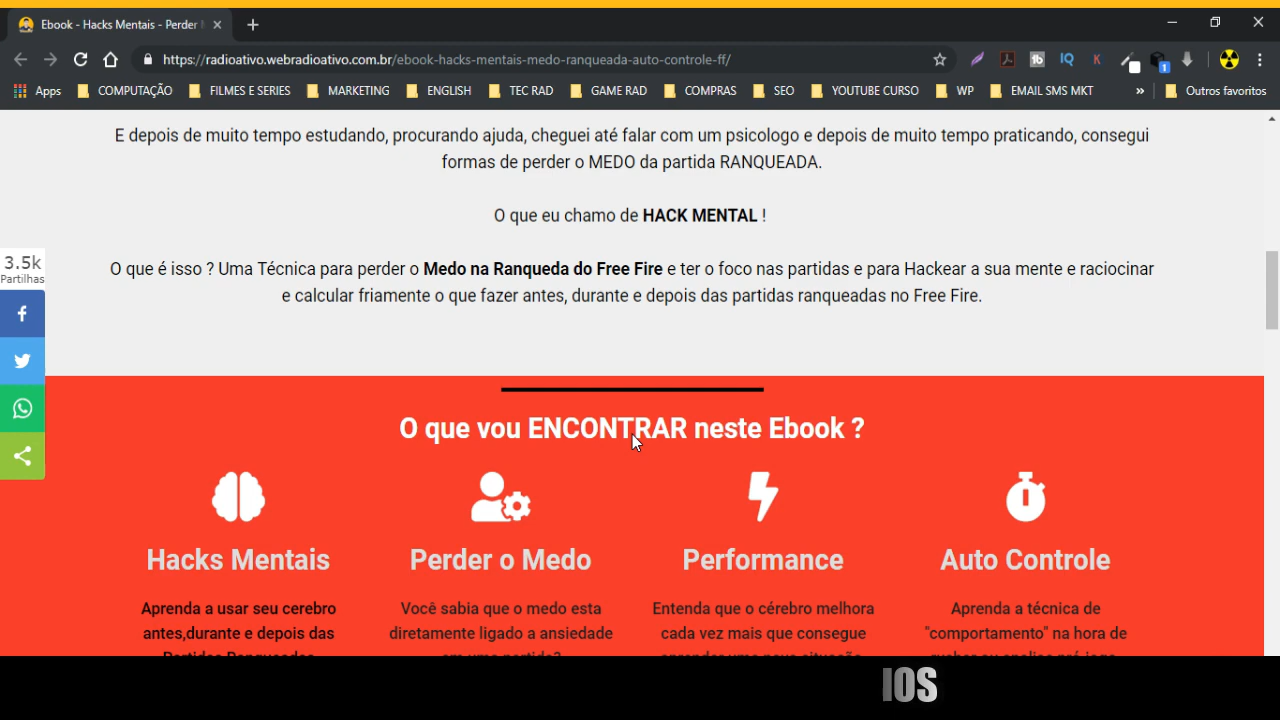 Ebook - Hacks Mentais - Perder
https://radioativo.webradioativo.com.br/ebook-hacks-mentais-medo-ranqueada-auto-controle-ff/
Apps COMPUTAÇÃO FILMES E SERIES MARKETING ENGLISH TEC RAD GAME RAD COMPRAS SEO YOUTUBE CURSO WP EMAIL SMS MKT » Outros favoritos
E depois de muito tempo estudando, procurando ajuda, cheguei até falar com um psicologo e depois de muito tempo praticando, consegui
formas de perder o MEDO da partida RANQUEADA.
O que eu chamo de HACK MENTAL !
3.5k
Partilhas
O que é isso ? Uma Técnica para perder o Medo na Ranqueda do Free Fire e ter o foco nas partidas e para Hackear a sua mente e raciocinar
e calcular friamente o que fazer antes, durante e depois das partidas ranqueadas no Free Fire.
O que vou ENCONTRAR neste Ebook ?
Hacks Mentais
Aprenda a usar seu cerebro
antes,durante e depois das
Partidas Ranqueadas
Perder o Medo
Você sabia que o medo esta
diretamente ligado a ansiedade
em uma partida?
Performance
Entenda que o cérebro melhora
cada vez mais que consegue
Auto Controle
Aprenda a técnica de
"comportamento" na hora de
IOS